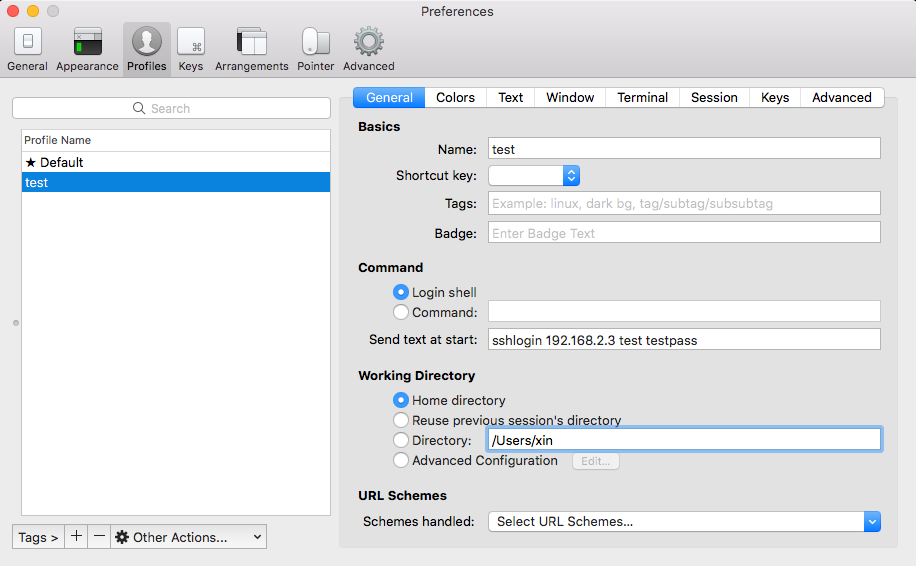 Preferences
General Appearance Profiles Keys Arrangements Pointer Advanced
Search
Profile Name
★ Default
test
Tags > + − Other Actions...
General Colors Text Window Terminal Session Keys Advanced
Basics
Name: test
Shortcut key:
Tags: Example: linux, dark bg, tag/subtag/subsubtag
Badge: Enter Badge Text
Command
Login shell
Command:
Send text at start: sshlogin 192.168.2.3 test testpass
Working Directory
Home directory
Reuse previous session's directory
Directory: /Users/xin
Advanced Configuration Edit...
URL Schemes
Schemes handled: Select URL Schemes...